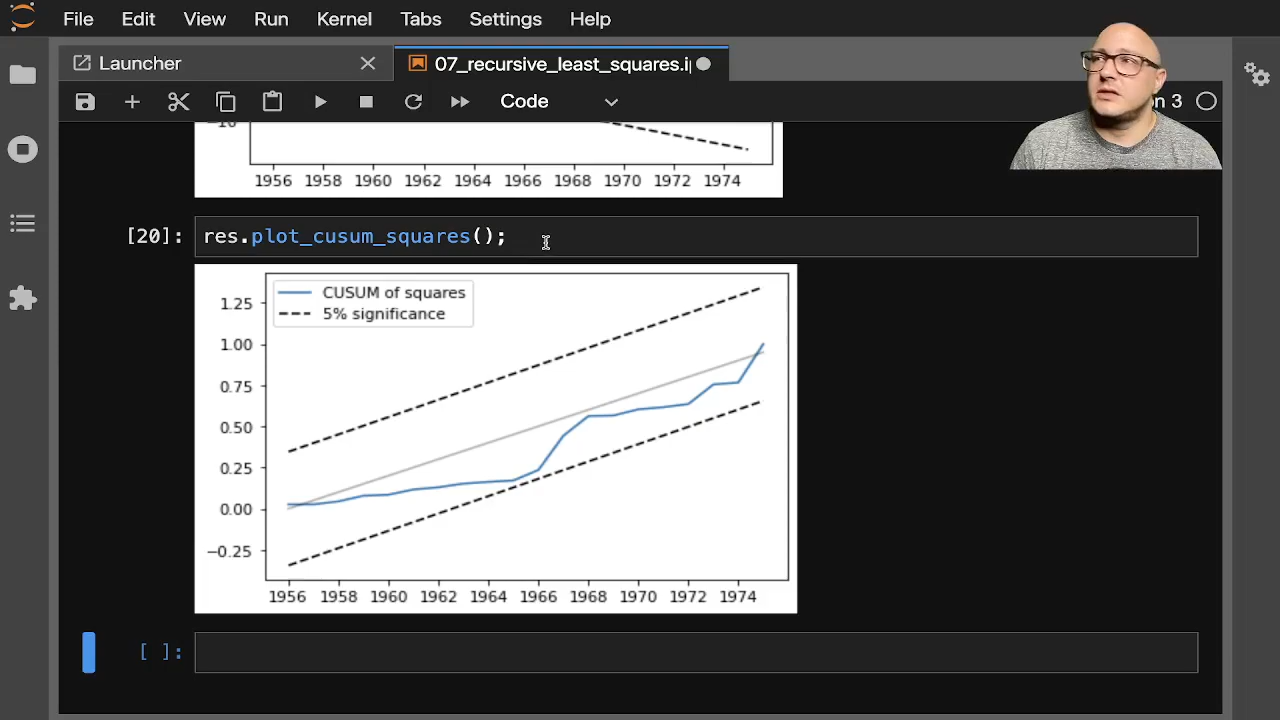 File Edit View Run Kernel Tabs Settings Help
Launcher
07_recursive_least_squares.i
Code
n 3
1956 1958 1960 1962 1964 1966 1968 1970 1972 1974
[20]: res.plot_cusum_squares();
CUSUM of squares
5% significance
1.25
1.00
0.75
0.50
0.25
0.00
−0.25
1956 1958 1960 1962 1964 1966 1968 1970 1972 1974
[ ]: